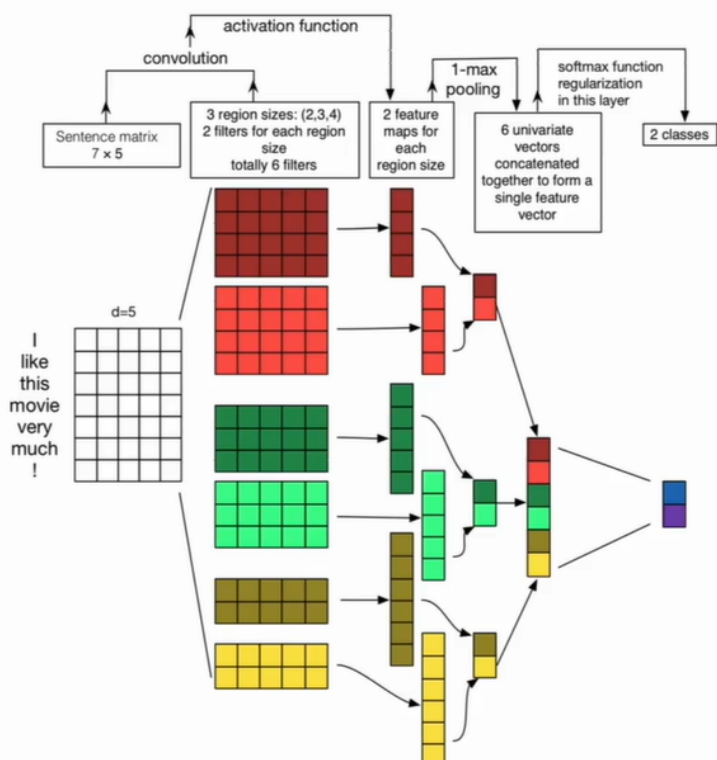 activation function
convolution
1-max
pooling
softmax function
regularization
in this layer
Sentence matrix
7 × 5
3 region sizes: (2,3,4)
2 filters for each region
size
totally 6 filters
2 feature
maps for
each
region size
6 univariate
vectors
concatenated
together to form a
single feature
vector
2 classes
d=5
I
like
this
movie
very
much
!